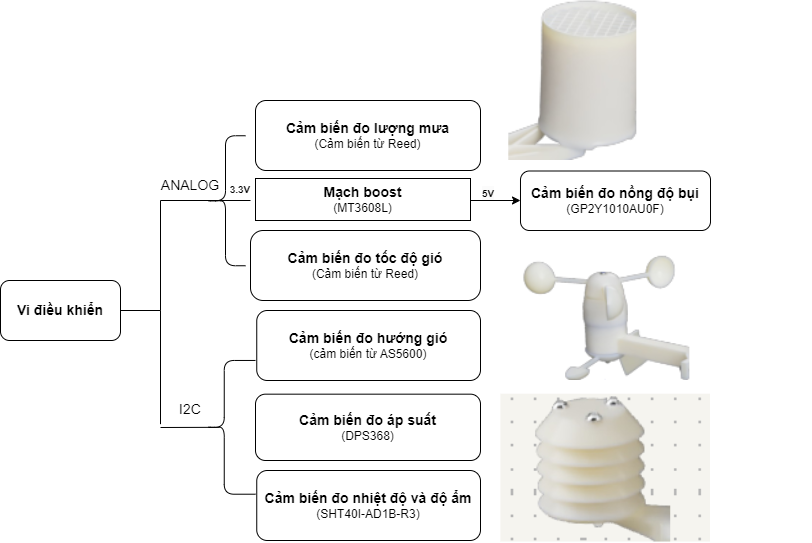 Cảm biến đo lượng mưa
(Cảm biến từ Reed)
ANALOG
3.3V
Mạch boost
(MT3608L)
5V
Cảm biến đo nồng độ bụi
(GP2Y1010AU0F)
Cảm biến đo tốc độ gió
(Cảm biến từ Reed)
Vi điều khiển
Cảm biến đo hướng gió
(cảm biến từ AS5600)
I2C
Cảm biến đo áp suất
(DPS368)
Cảm biến đo nhiệt độ và độ ẩm
(SHT40I-AD1B-R3)